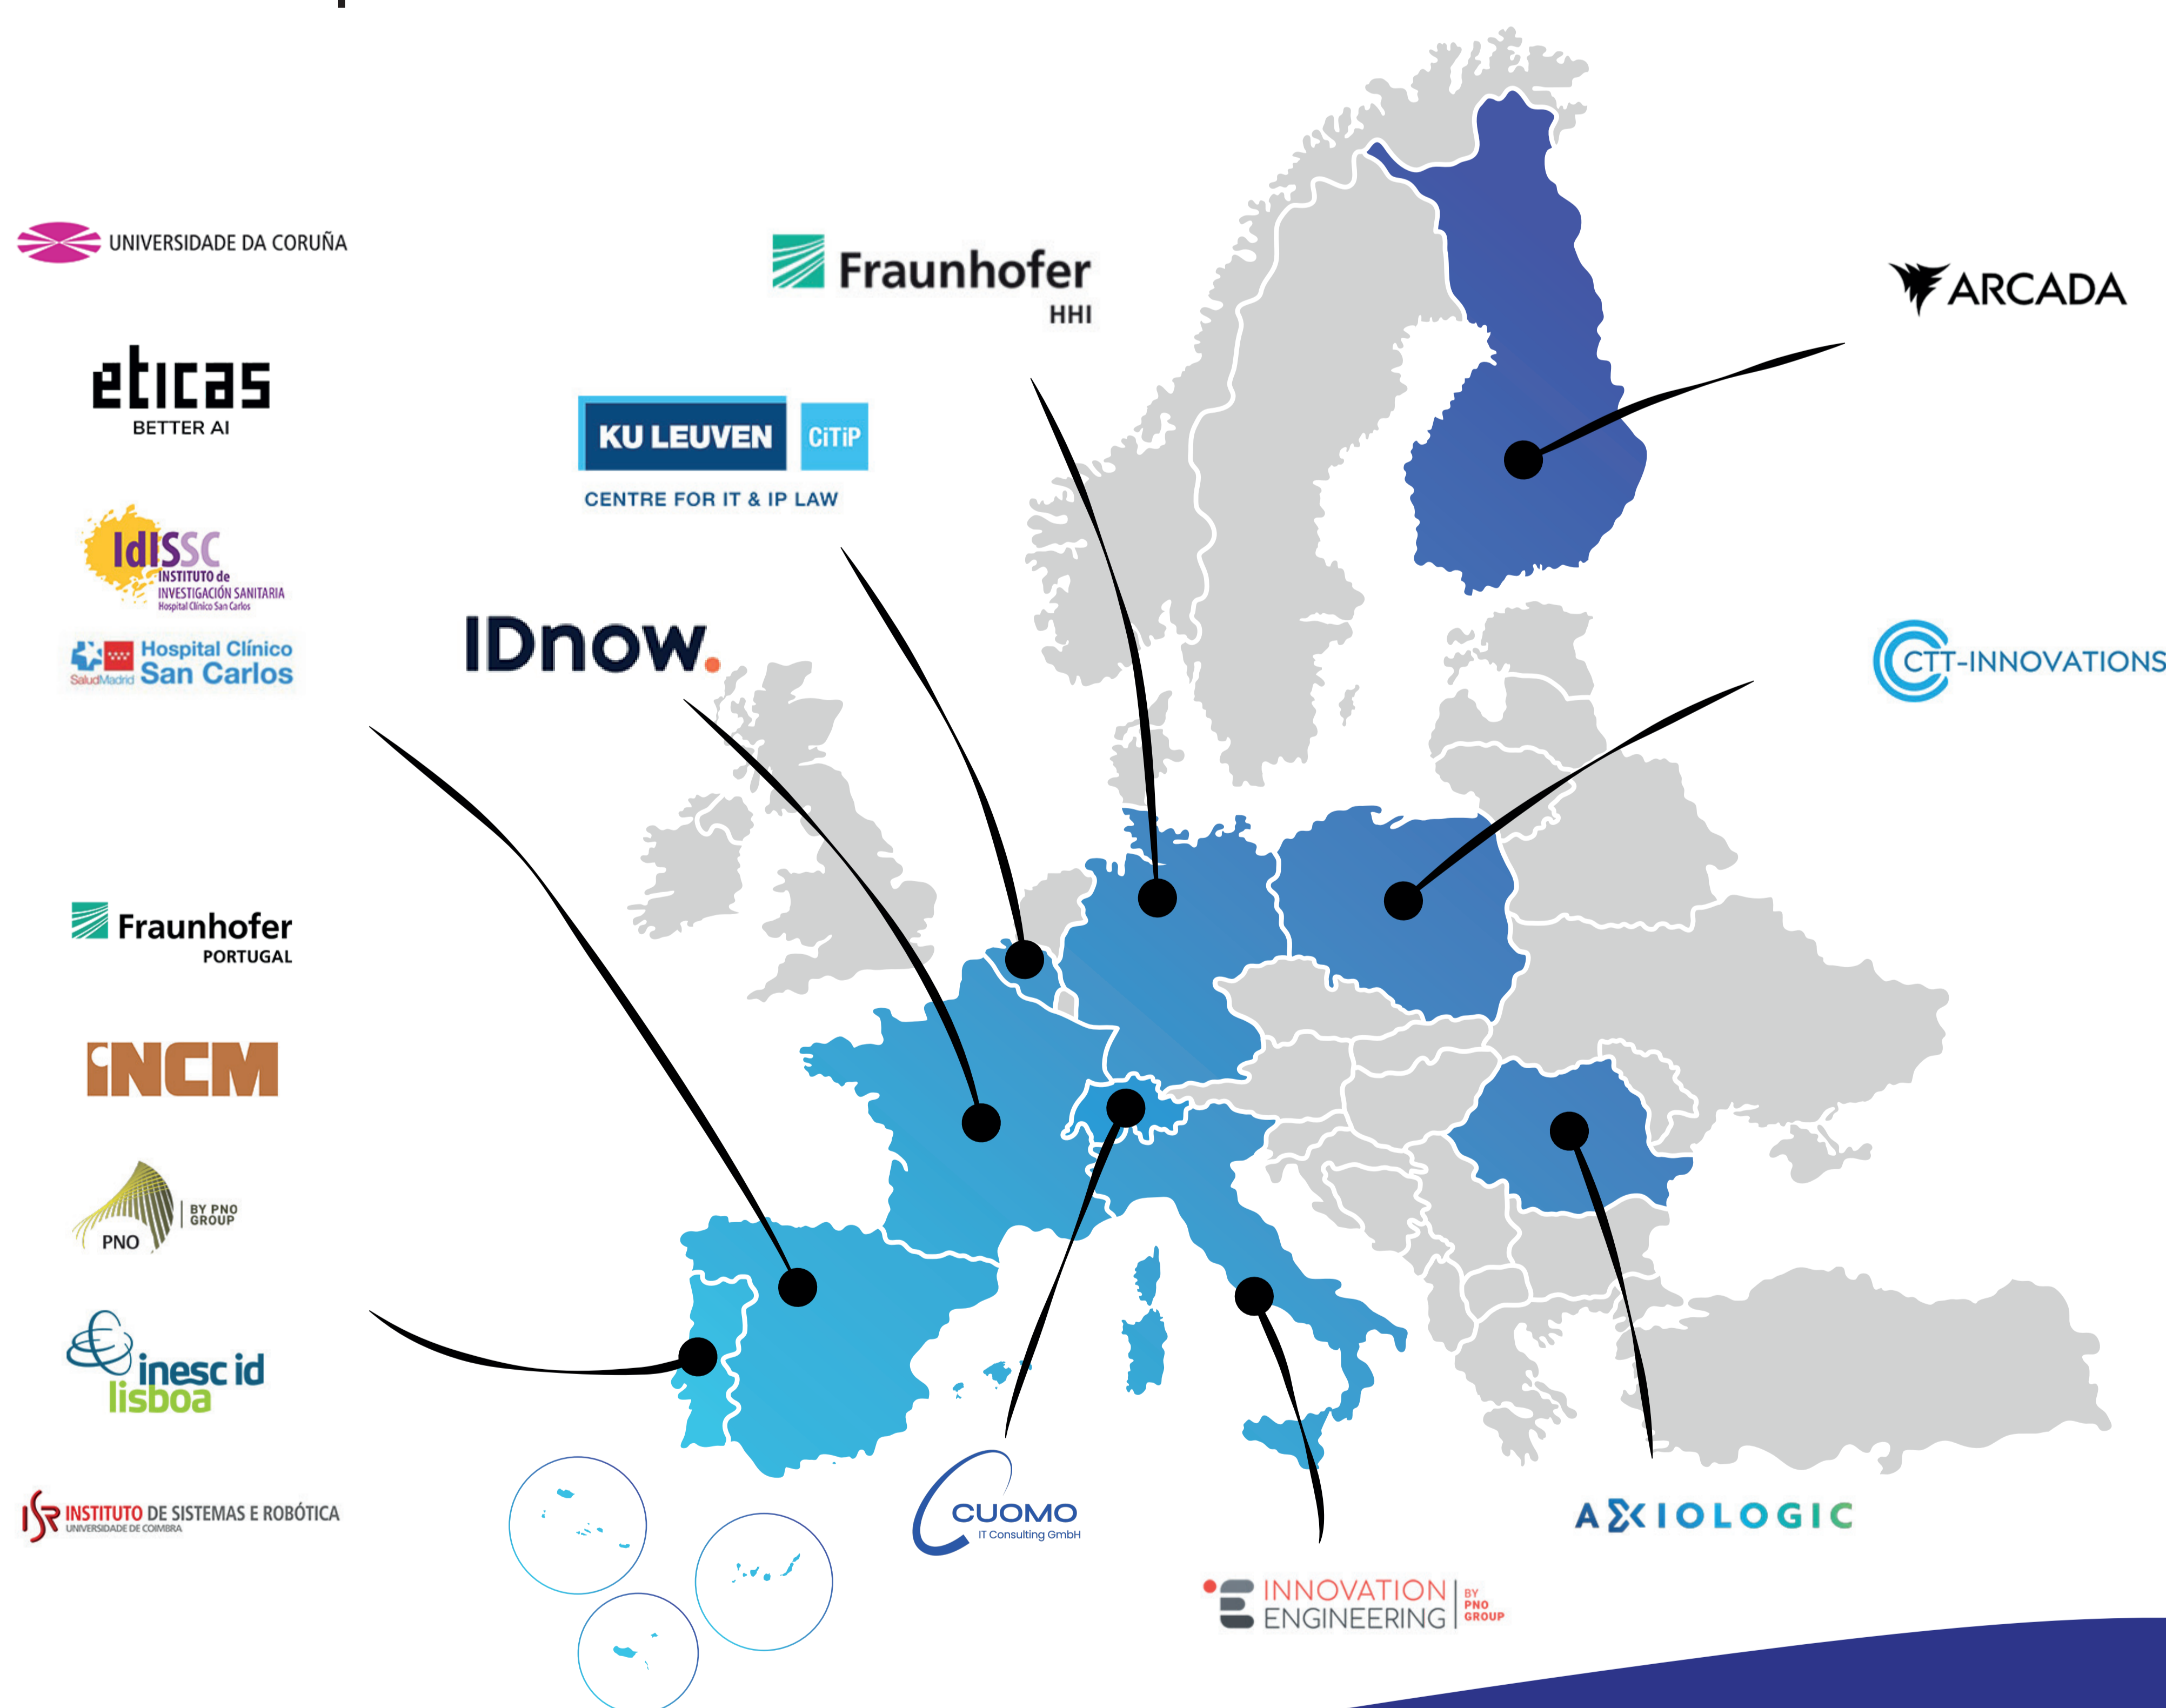 UNIVERSIDADE DA CORUÑA
eticas
BETTER AI
IdISSC
INSTITUTO de
INVESTIGACIÓN SANITARIA
Hospital Clínico San Carlos
Hospital Clínico
SaludMadrid San Carlos
Fraunhofer
PORTUGAL
INCM
PNO
BY PNO
GROUP
inesc id
lisboa
ISR INSTITUTO DE SISTEMAS E ROBÓTICA
UNIVERSIDADE DE COIMBRA
Fraunhofer
HHI
KU LEUVEN CiTiP
CENTRE FOR IT & IP LAW
IDnow.
ARCADA
CTT-INNOVATIONS
CUOMO
IT Consulting GmbH
INNOVATION
ENGINEERING
BY
PNO
GROUP
AXIOLOGIC